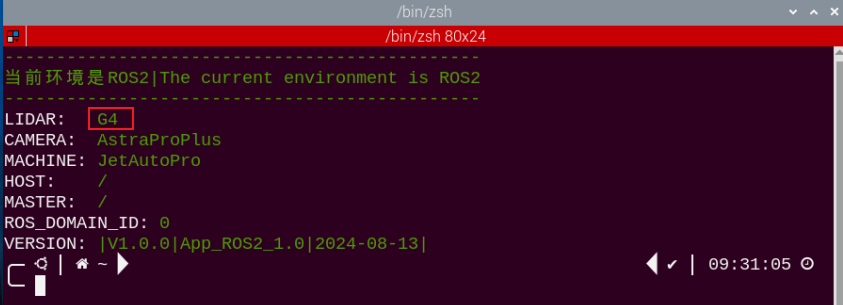 /bin/zsh
/bin/zsh 80x24
----------------------------------------------
当前环境是ROS2|The current environment is ROS2
----------------------------------------------
LIDAR: G4
CAMERA: AstraProPlus
MACHINE: JetAutoPro
HOST: /
MASTER: /
ROS_DOMAIN_ID: 0
VERSION: |V1.0.0|App_ROS2_1.0|2024-08-13|
~ ✔ 09:31:05